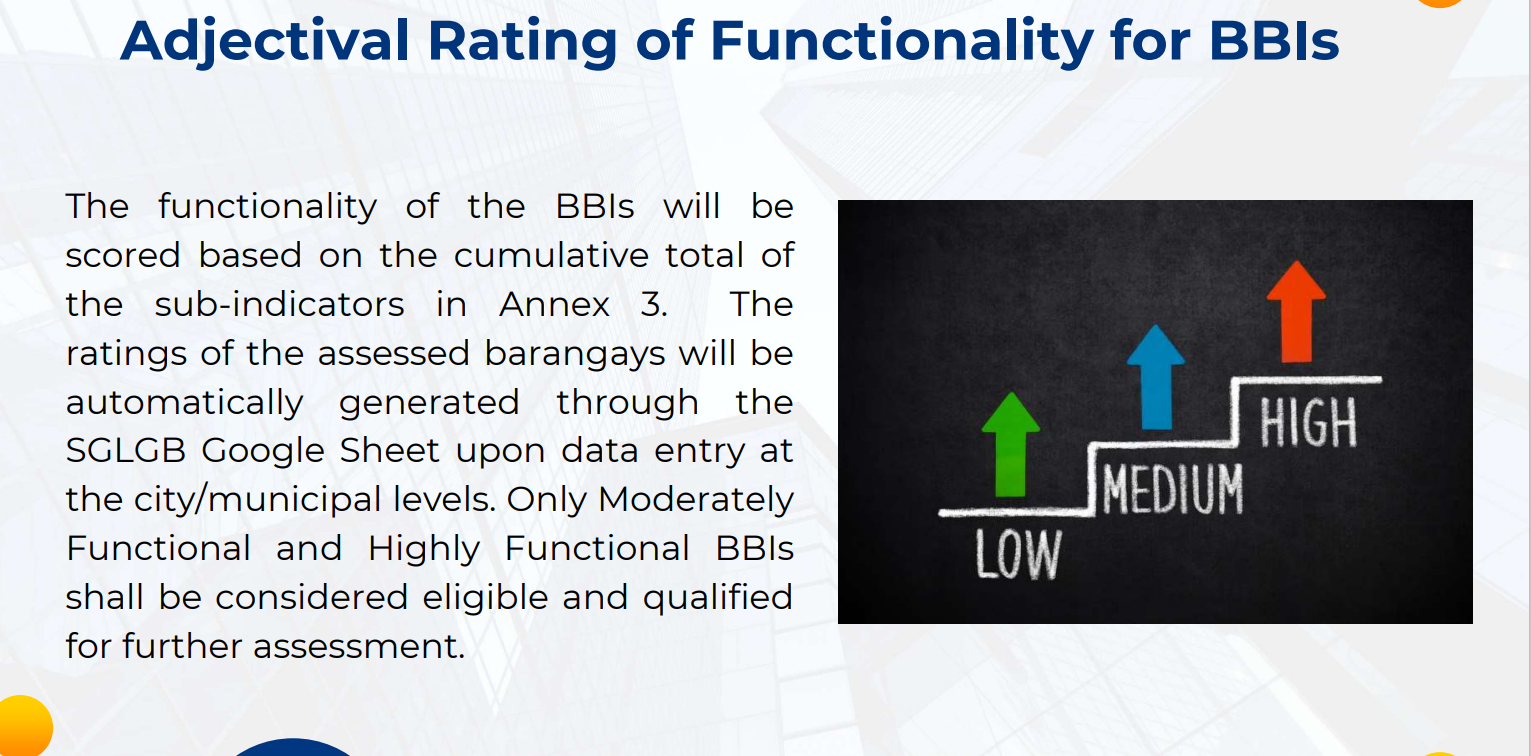 Adjectival Rating of Functionality for BBIs
The functionality of the BBIs will be
scored based on the cumulative total of
the sub-indicators in Annex 3. The
ratings of the assessed barangays will be
automatically generated through the
SGLGB Google Sheet upon data entry at
the city/municipal levels. Only Moderately
Functional and Highly Functional BBIs
shall be considered eligible and qualified
for further assessment.
LOW
MEDIUM
HIGH